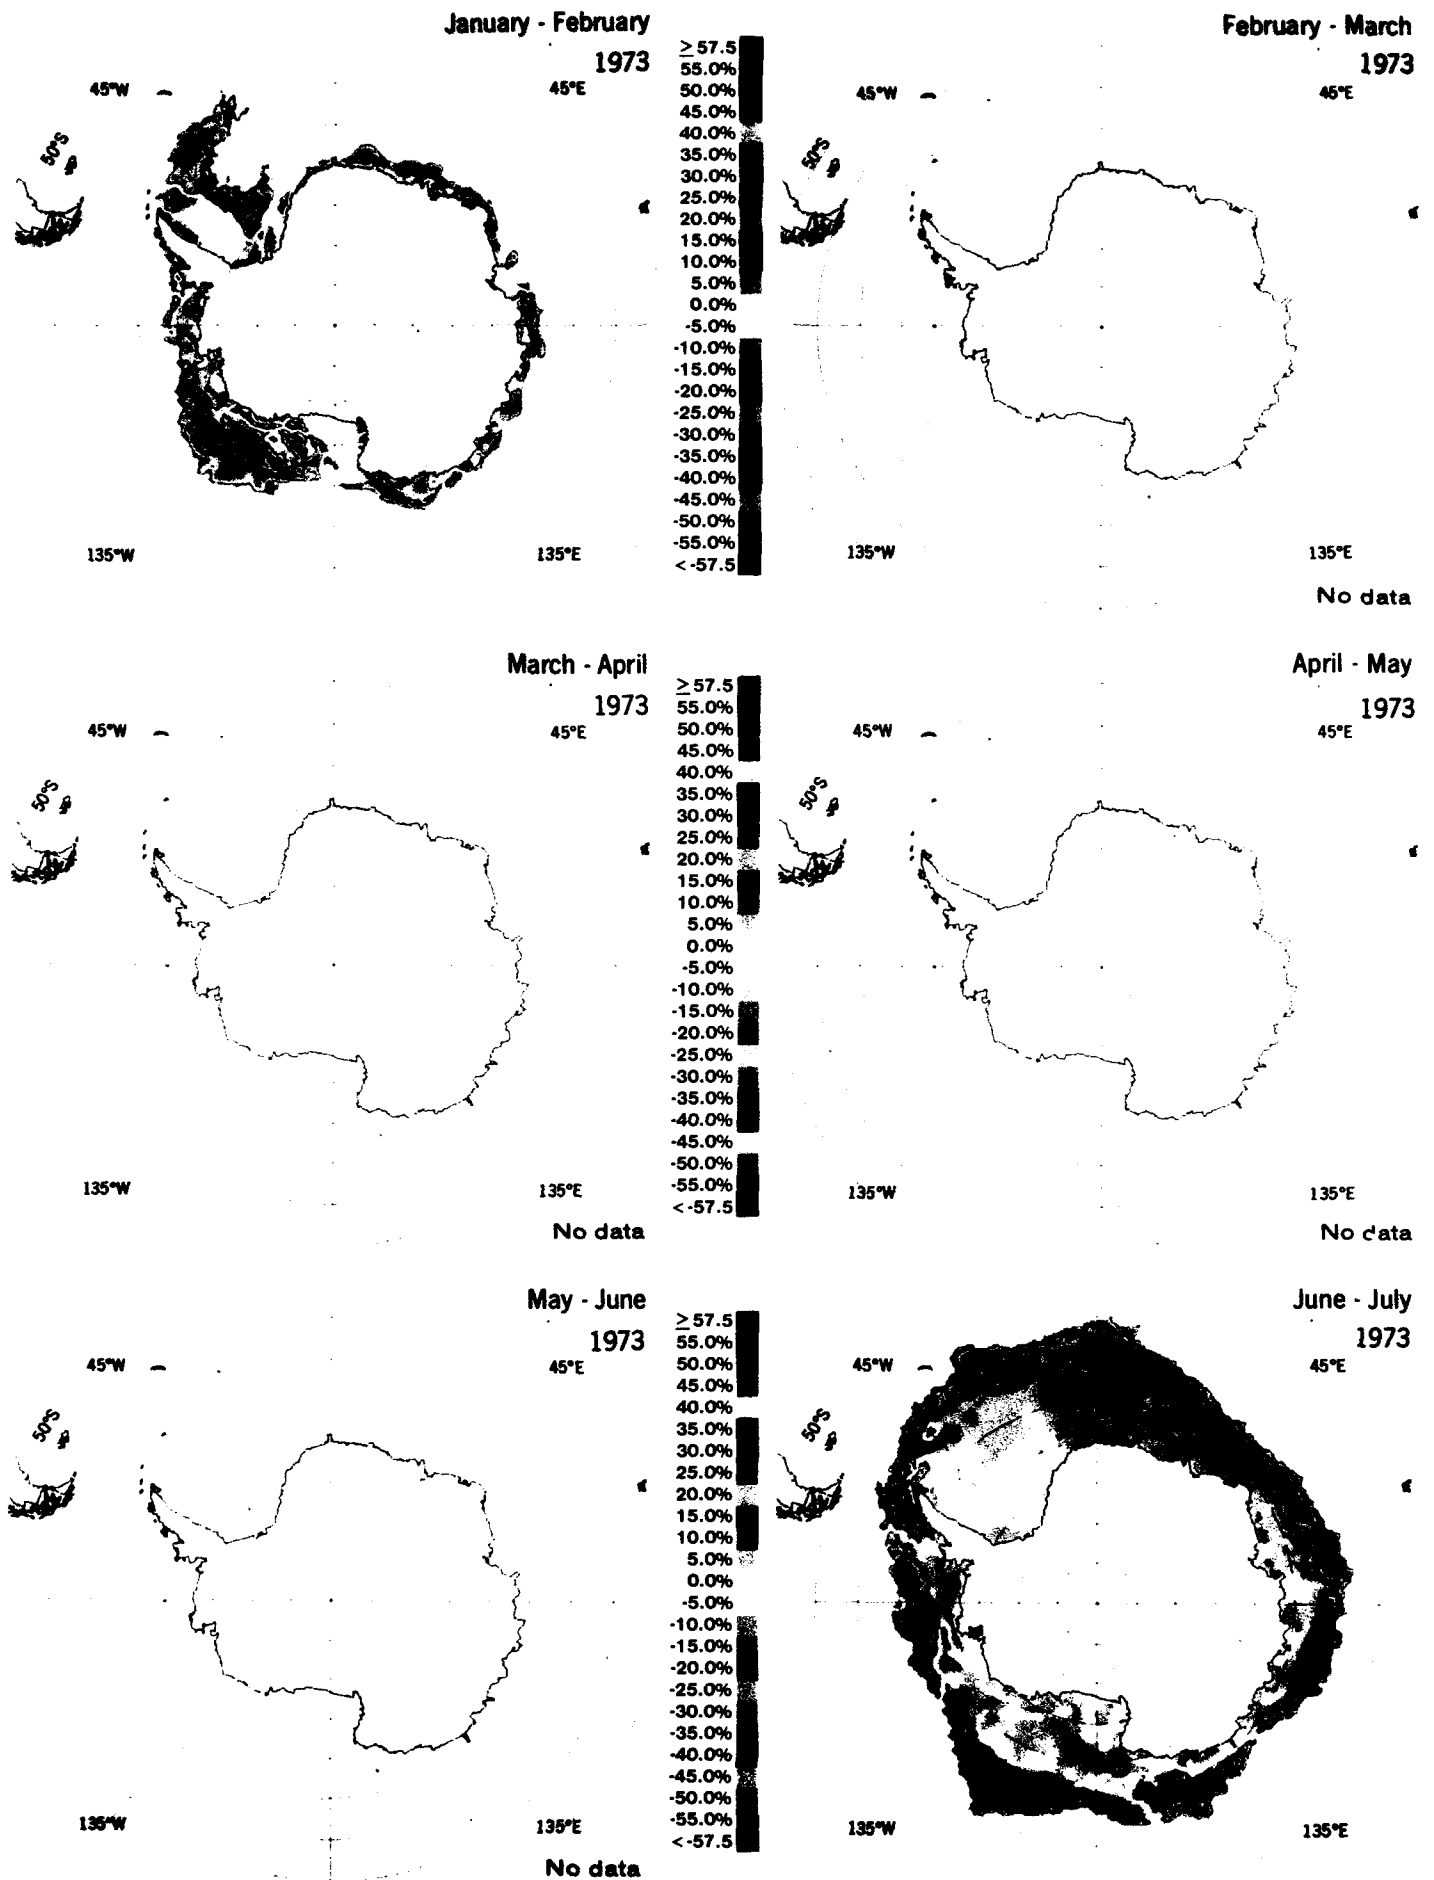 January - February
1973
45°W
45°E
50°S
135°W
135°E
≥57.5
55.0%
50.0%
45.0%
40.0%
35.0%
30.0%
25.0%
20.0%
15.0%
10.0%
5.0%
0.0%
-5.0%
-10.0%
-15.0%
-20.0%
-25.0%
-30.0%
-35.0%
-40.0%
-45.0%
-50.0%
-55.0%
<-57.5
February - March
1973
45°W
45°E
50°S
135°W
135°E
No data
March - April
1973
45°W
45°E
50°S
135°W
135°E
No data
≥57.5
55.0%
50.0%
45.0%
40.0%
35.0%
30.0%
25.0%
20.0%
15.0%
10.0%
5.0%
0.0%
-5.0%
-10.0%
-15.0%
-20.0%
-25.0%
-30.0%
-35.0%
-40.0%
-45.0%
-50.0%
-55.0%
<-57.5
April - May
1973
45°W
45°E
50°S
135°W
135°E
No data
May - June
1973
45°W
45°E
50°S
135°W
135°E
No data
≥57.5
55.0%
50.0%
45.0%
40.0%
35.0%
30.0%
25.0%
20.0%
15.0%
10.0%
5.0%
0.0%
-5.0%
-10.0%
-15.0%
-20.0%
-25.0%
-30.0%
-35.0%
-40.0%
-45.0%
-50.0%
-55.0%
<-57.5
June - July
1973
45°W
45°E
50°S
135°W
135°E